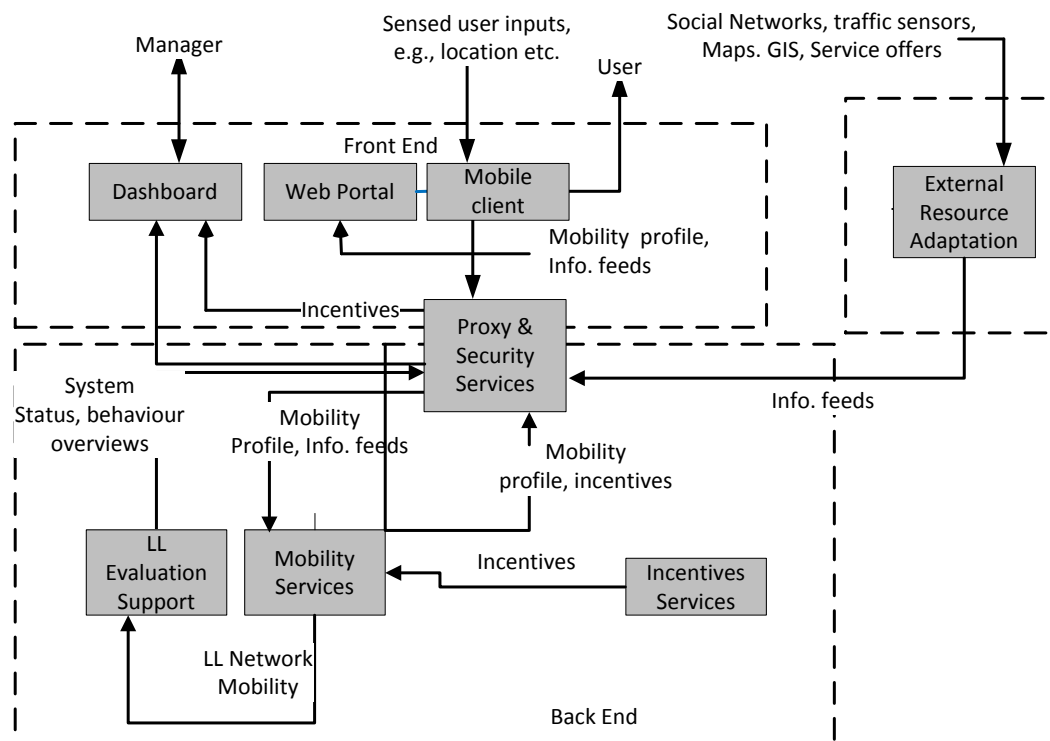 Manager
Sensed user inputs,
e.g., location etc.
User
Social Networks, traffic sensors,
Maps. GIS, Service offers
Front End
Dashboard
Web Portal
Mobile
client
External
Resource
Adaptation
Mobility profile,
Info. feeds
Incentives
Proxy &
Security
Services
System
Status, behaviour
overviews
Mobility
Profile, Info. feeds
Info. feeds
Mobility
profile, incentives
LL
Evaluation
Support
Mobility
Services
Incentives
Incentives
Services
LL Network
Mobility
Back End